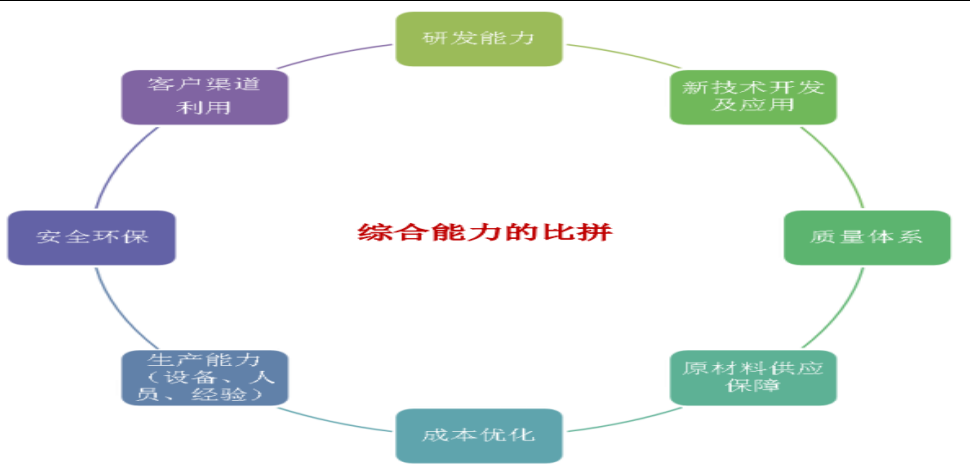 研发能力
新技术开发
及应用
质量体系
原材料供应
保障
成本优化
生产能力
（设备、人
员、经验）
安全环保
客户渠道
利用
综合能力的比拼